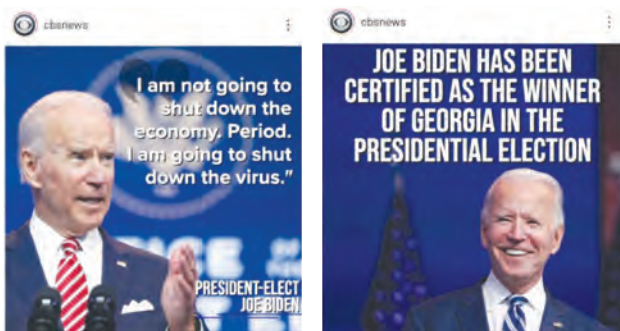 cbsnews
I am not going to
shut down the
economy. Period.
I am going to shut
down the virus."
PRESIDENT-ELECT
JOE BIDEN
cbsnews
JOE BIDEN HAS BEEN
CERTIFIED AS THE WINNER
OF GEORGIA IN THE
PRESIDENTIAL ELECTION